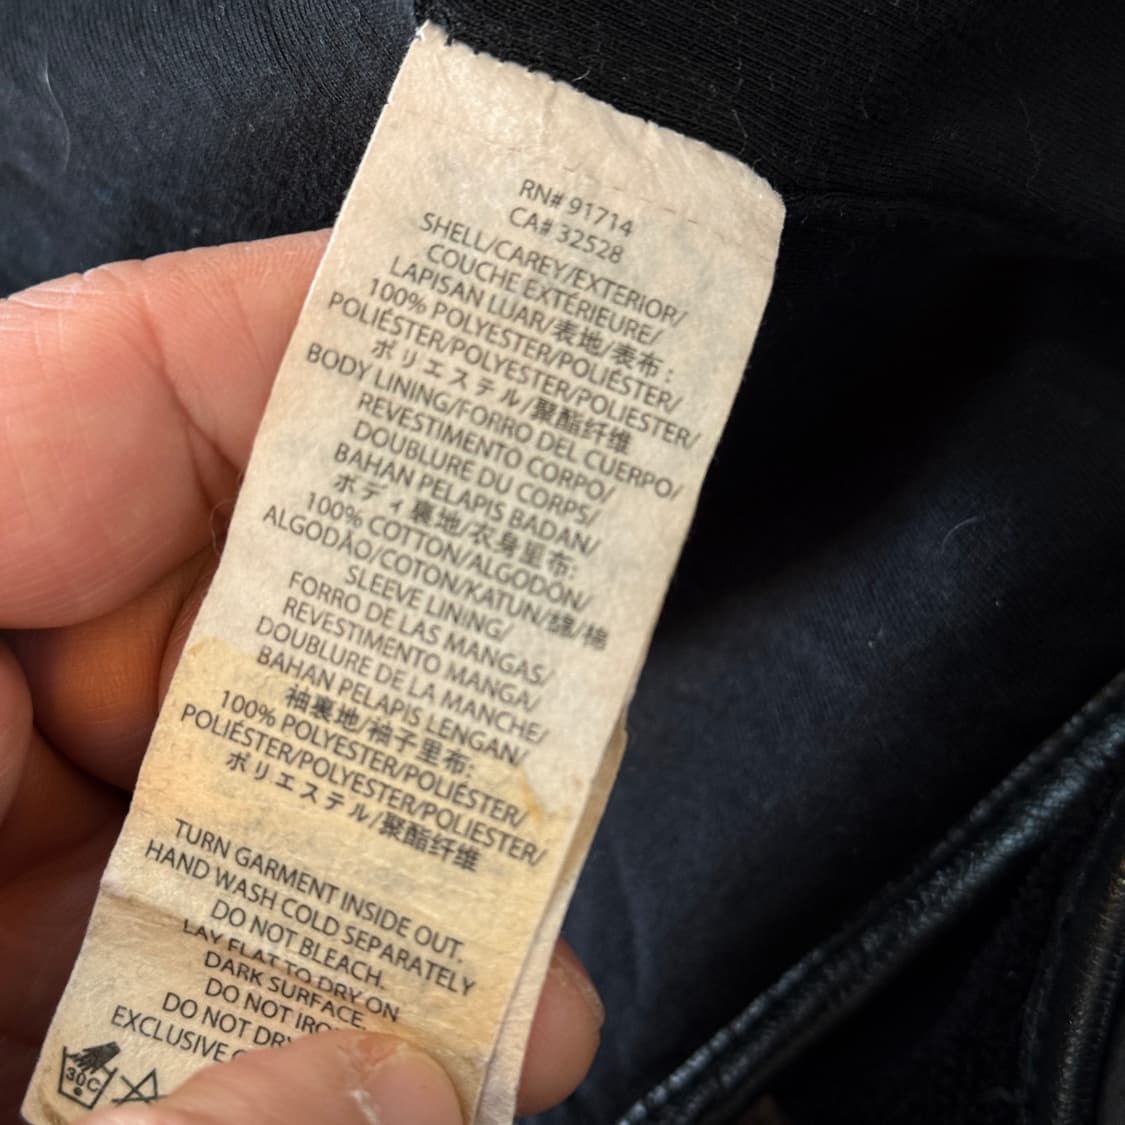 RN# 91714
CA# 32528
SHELL/CAREY/EXTERIOR/
COUCHE EXTÉRIEURE/
LAPISAN LUAR/表地/表布:
100% POLYESTER/POLIÉSTER/
POLIÉSTER/POLYESTER/POLIESTER/
ポリエステル/聚酯纤维
BODY LINING/FORRO DEL CUERPO/
REVESTIMENTO CORPO/
DOUBLURE DU CORPS/
BAHAN PELAPIS BADAN/
ボディ裏地/衣身里布:
100% COTTON/ALGODÓN/
ALGODÃO/COTON/KATUN/綿/棉
SLEEVE LINING/
FORRO DE LAS MANGAS/
REVESTIMENTO MANGA/
DOUBLURE DE LA MANCHE/
BAHAN PELAPIS LENGAN/
袖裏地/袖子里布:
100% POLYESTER/POLIÉSTER/
POLIÉSTER/POLYESTER/POLIESTER/
ポリエステル/聚酯纤维
TURN GARMENT INSIDE OUT.
HAND WASH COLD SEPARATELY
DO NOT BLEACH.
LAY FLAT TO DRY ON
DARK SURFACE.
DO NOT
DO NOT
EXCLUSIVE
30C